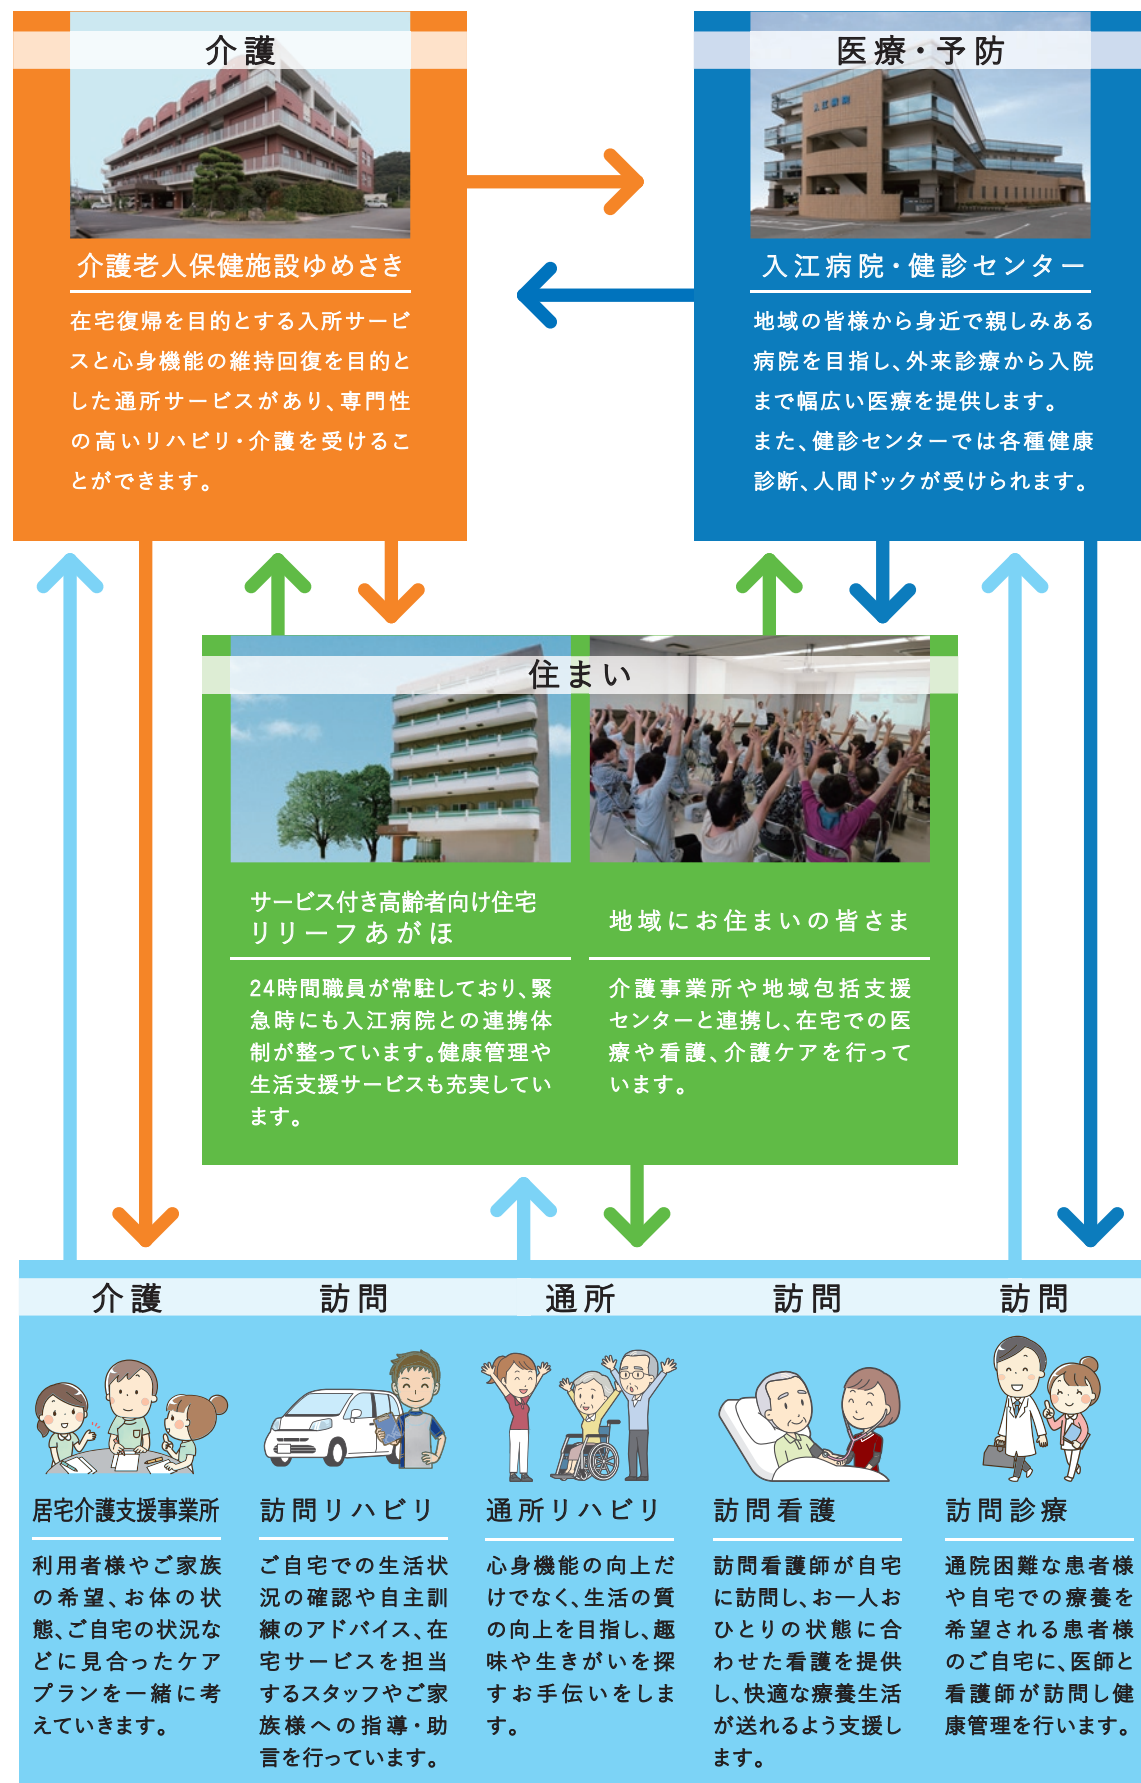 介護
介護老人保健施設ゆめさき
在宅復帰を目的とする入所サービ
スと心身機能の維持回復を目的と
した通所サービスがあり、専門性
の高いリハビリ・介護を受けるこ
とができます。
医療・予防
入江病院
入江病院・健診センター
地域の皆様から身近で親しみある
病院を目指し、外来診療から入院
まで幅広い医療を提供します。
また、健診センターでは各種健康
診断、人間ドックが受けられます。
住まい
サービス付き高齢者向け住宅
リリーフあがほ
24時間職員が常駐しており、緊
急時にも入江病院との連携体
制が整っています。健康管理や
生活支援サービスも充実してい
ます。
地域にお住まいの皆さま
介護事業所や地域包括支援
センターと連携し、在宅での医
療や看護、介護ケアを行って
います。
介護
居宅介護支援事業所
利用者様やご家族
の希望、お体の状
態、ご自宅の状況な
どに見合ったケア
プランを一緒に考
えていきます。
訪問
訪問リハビリ
ご自宅での生活状
況の確認や自主訓
練のアドバイス、在
宅サービスを担当
するスタッフやご家
族様への指導・助
言を行っています。
通所
通所リハビリ
心身機能の向上だ
けでなく、生活の質
の向上を目指し、趣
味や生きがいを探
すお手伝いをしま
す。
訪問
訪問看護
訪問看護師が自宅
に訪問し、お一人お
ひとりの状態に合
わせた看護を提供
し、快適な療養生活
が送れるよう支援し
ます。
訪問
訪問診療
通院困難な患者様
や自宅での療養を
希望される患者様
のご自宅に、医師と
看護師が訪問し健
康管理を行います。